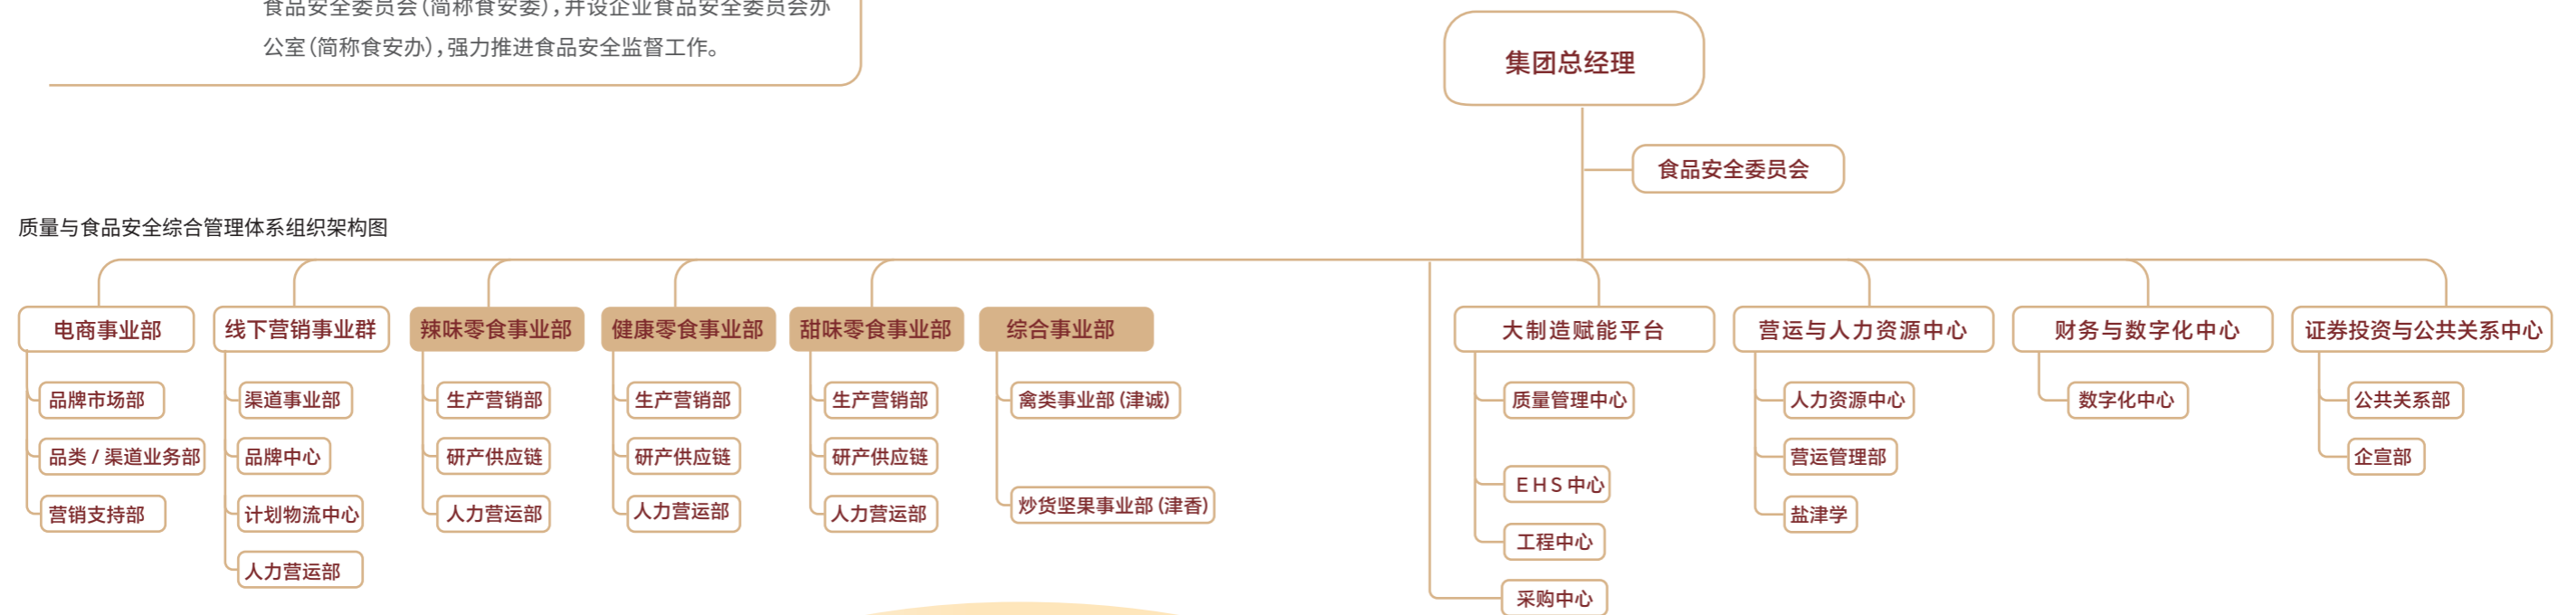 食品安全委员会（简称食安委），并设企业食品安全委员会办
公室（简称食安办），强力推进食品安全监督工作。
集团总经理
食品安全委员会
质量与食品安全综合管理体系组织架构图
电商事业部
品牌市场部
品类 / 渠道业务部
营销支持部
线下营销事业群
渠道事业部
品牌中心
计划物流中心
人力营运部
辣味零食事业部
生产营销部
研产供应链
人力营运部
健康零食事业部
生产营销部
研产供应链
人力营运部
甜味零食事业部
生产营销部
研产供应链
人力营运部
综合事业部
禽类事业部（津诚）
炒货坚果事业部（津香）
大制造赋能平台
质量管理中心
EHS 中心
工程中心
采购中心
营运与人力资源中心
人力资源中心
营运管理部
盐津学
财务与数字化中心
数字化中心
证券投资与公共关系中心
公共关系部
企宣部